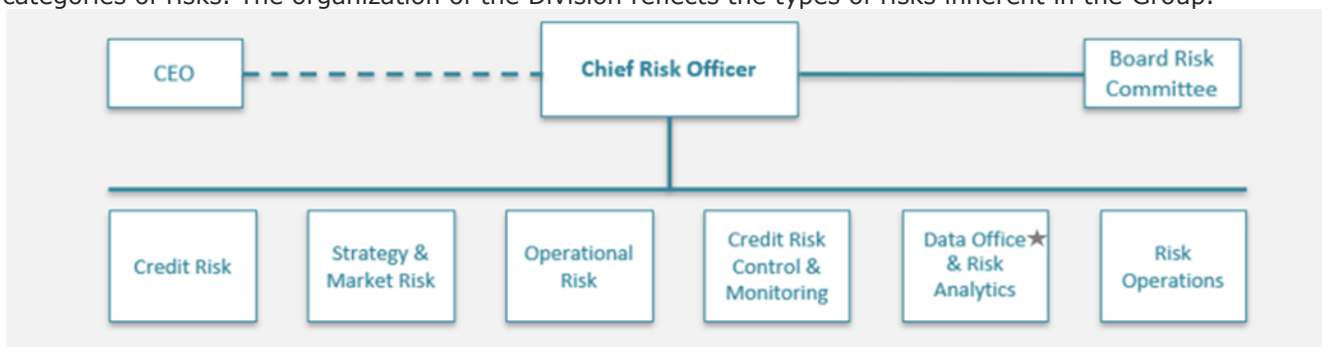 categories of risks. The organization of the Division reflects the types of risks inherent in the Group.
CEO
Chief Risk Officer
Board Risk
Committee
Credit Risk
Strategy &
Market Risk
Operational
Risk
Credit Risk
Control &
Monitoring
Data Office★
& Risk
Analytics
Risk
Operations